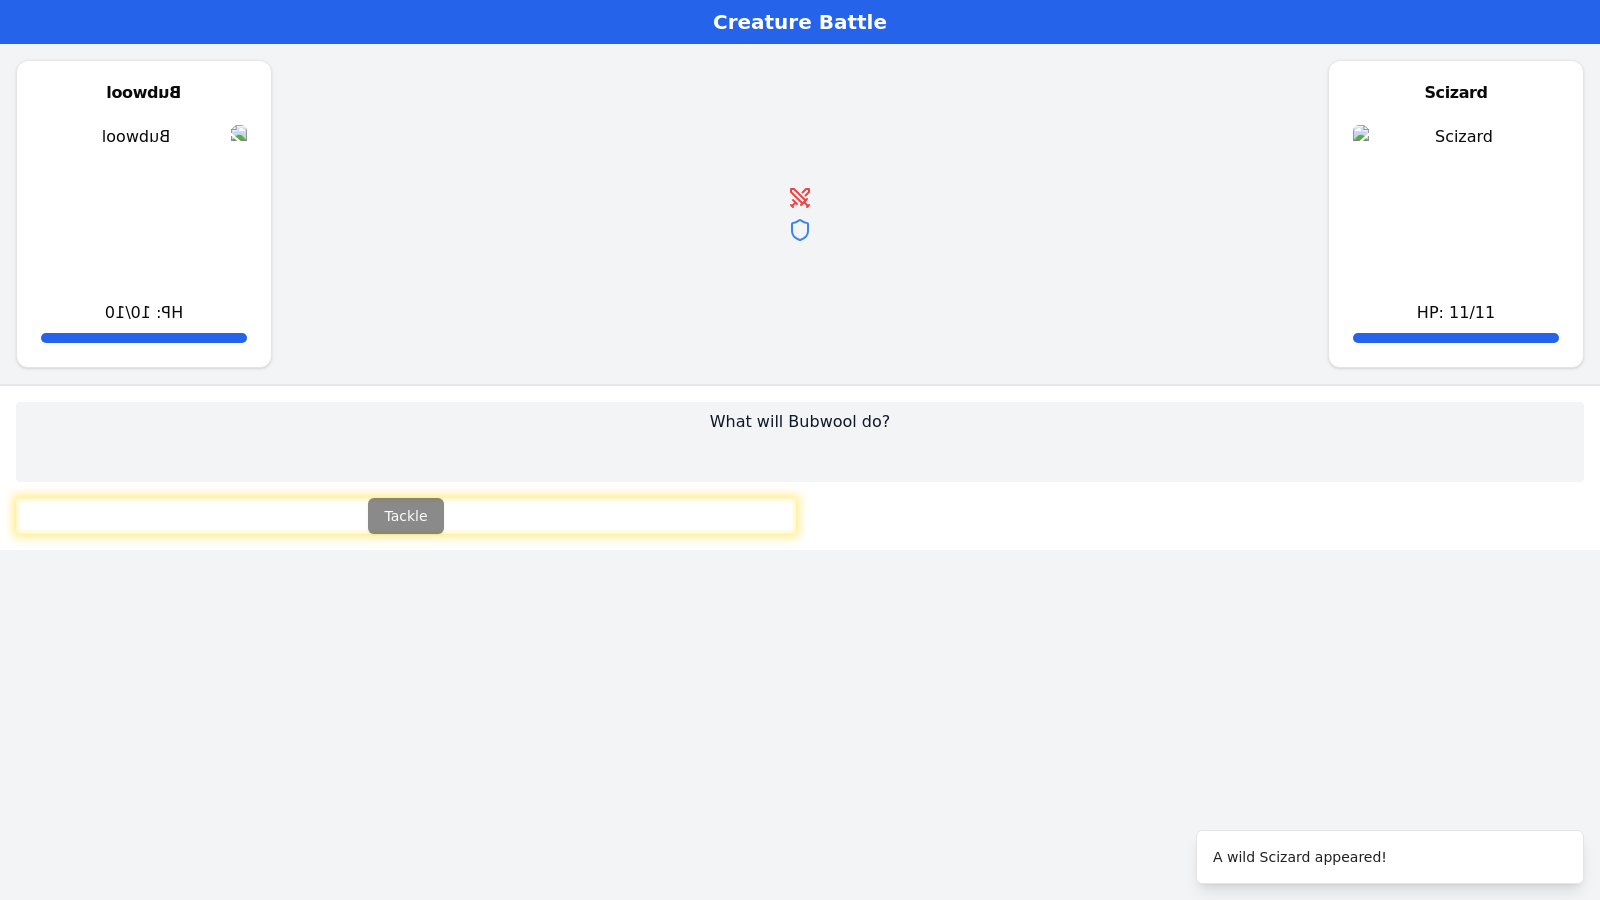 Creature Battle
Bubwool
Bubwool
HP: 10/10
Scizard
Scizard
HP: 11/11
What will Bubwool do?
Tackle
A wild Scizard appeared!